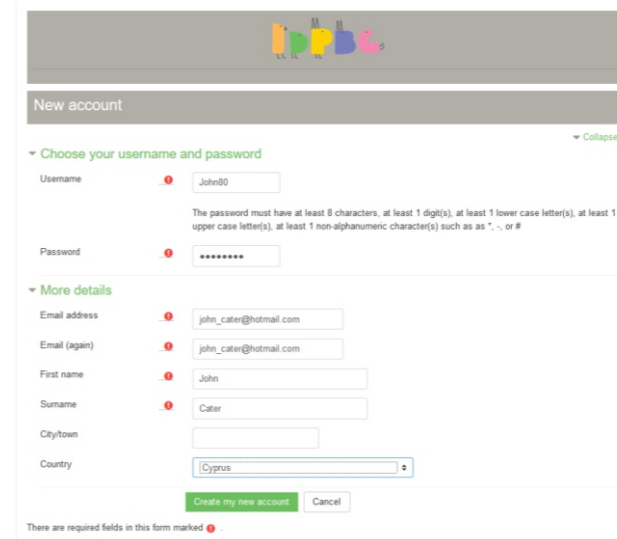 IDPBC
New account
Collapse
Choose your username and password
Username
John80
The password must have at least 8 characters, at least 1 digit(s), at least 1 lower case letter(s), at least 1
upper case letter(s), at least 1 non-alphanumeric character(s) such as as *, -, or #
Password
••••••••
More details
Email address
john_cater@hotmail.com
Email (again)
john_cater@hotmail.com
First name
John
Surname
Cater
City/town
Country
Cyprus
Create my new account Cancel
There are required fields in this form marked .